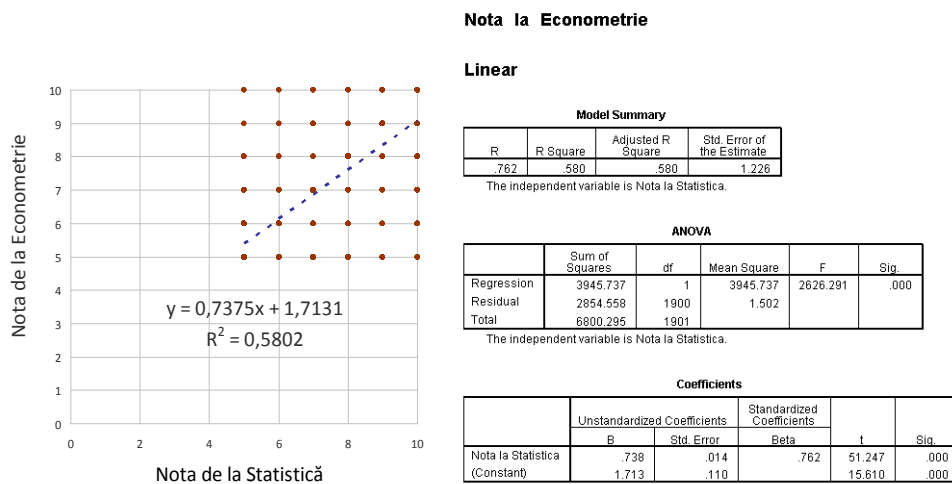 Nota la Econometrie
Linear
Model Summary
R R Square Adjusted R Square Std. Error of the Estimate
.762 .580 .580 1.226
The independent variable is Nota la Statistica.
ANOVA
Sum of Squares df Mean Square F Sig.
Regression 3945.737 1 3945.737 2626.291 .000
Residual 2854.558 1900 1.502
Total 6800.295 1901
The independent variable is Nota la Statistica.
Coefficients
Unstandardized Coefficients Standardized Coefficients
B Std. Error Beta t Sig.
Nota la Statistica .738 .014 .762 51.247 .000
(Constant) 1.713 .110 15.610 .000
Nota de la Econometrie
10
9
8
7
6
5
4
3
2
1
0
y = 0,7375x + 1,7131
R² = 0,5802
0 2 4 6 8 10
Nota de la Statistică